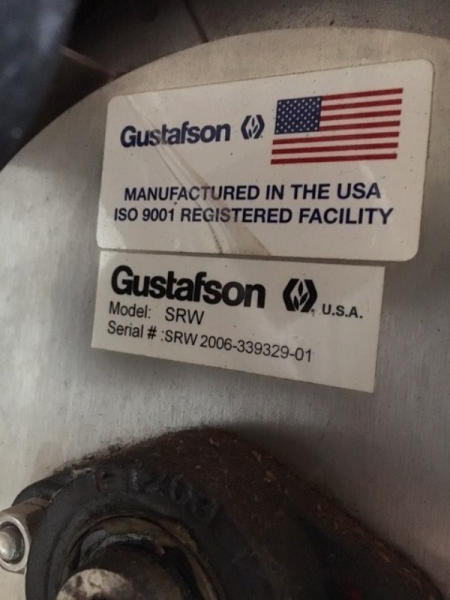 Gustafson
MANUFACTURED IN THE USA
ISO 9001 REGISTERED FACILITY
Gustafson U.S.A.
Model: SRW
Serial # :SRW 2006-339329-01